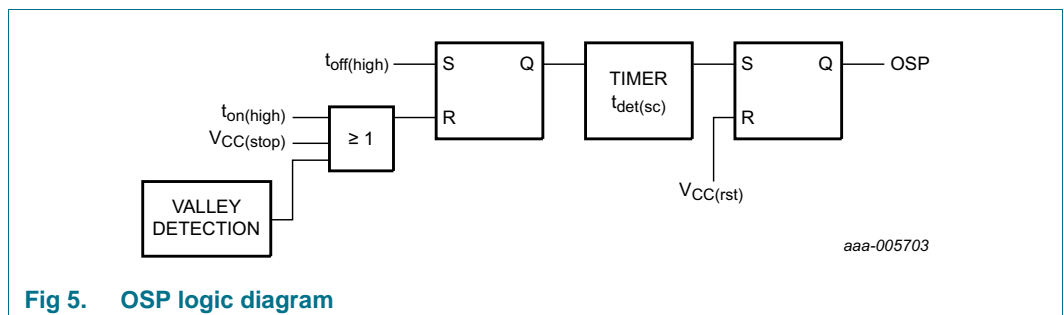 t_off(high)
S Q
t_on(high)
V_CC(stop)
≥ 1
R
TIMER
t_det(sc)
S Q
R
OSP
V_CC(rst)
VALLEY
DETECTION
aaa-005703
Fig 5. OSP logic diagram